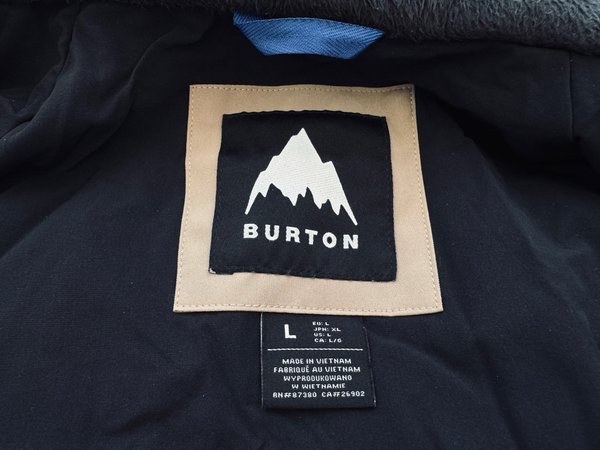 BURTON
L
EU: L
JPN: XL
US: L
CA: L/G
MADE IN VIETNAM
FABRIQUÉ AU VIETNAM
WYPRODUKOWANO
W WIETNAMIE
RN# 87380 CA# 26902